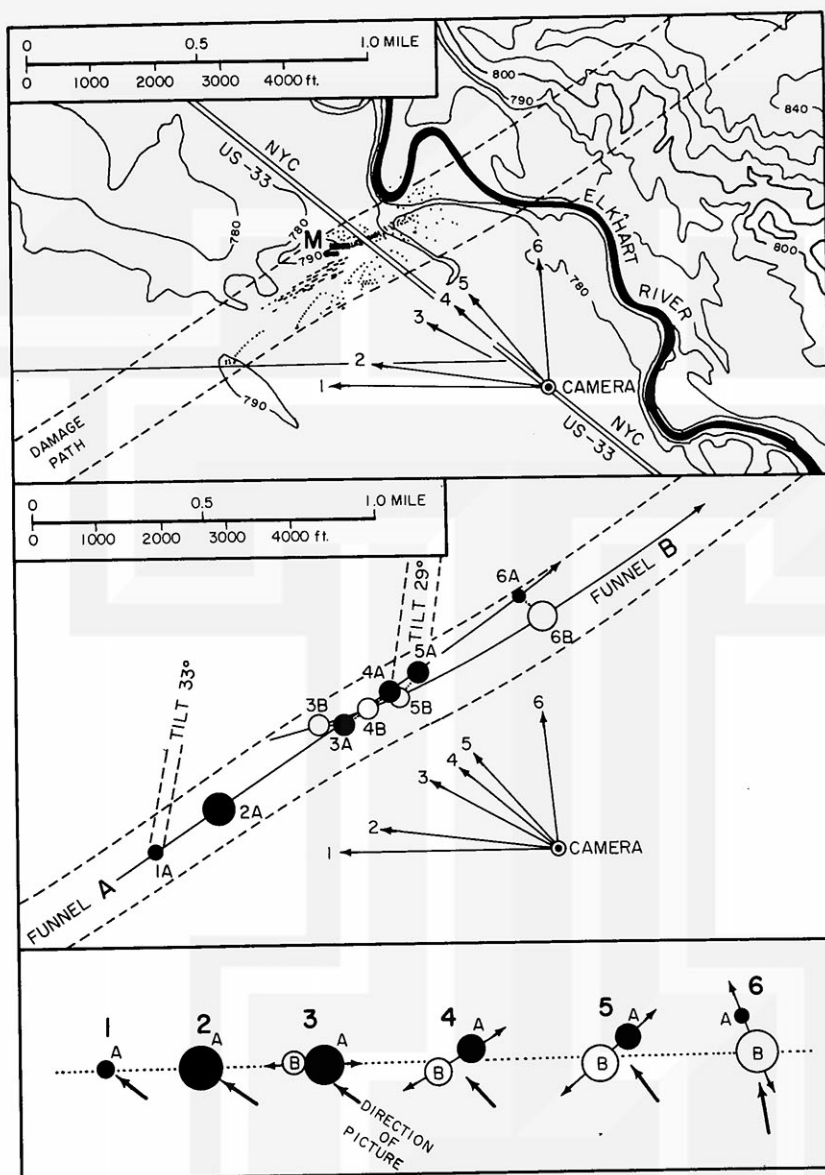 0 0.5 1.0 MILE
0 1000 2000 3000 4000 ft.
800
790
840
NYC
US-33
780
780
780
M
790
ELKHART
RIVER
800
6
5
4
3
780
2
1
CAMERA
790
NYC
US-33
DAMAGE
PATH
0 0.5 1.0 MILE
0 1000 2000 3000 4000 ft.
TILT 29°
6A
FUNNEL B
6B
5A
4A
5B
TILT 33°
3B
4B
3A
6
5
4
3
2A
2
1
CAMERA
1A
FUNNEL A
1 2 3 4 5 6
A A A A A A
B B B B
DIRECTION
OF
PICTURE